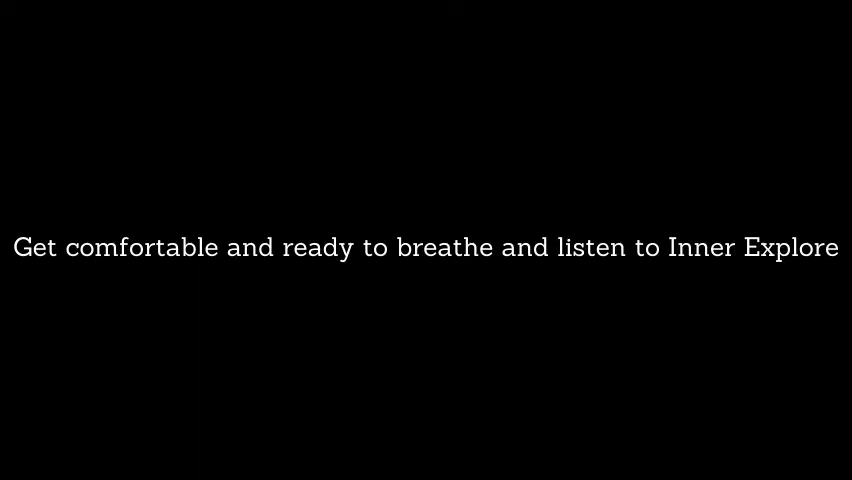 Get comfortable and ready to breathe and listen to Inner Explore